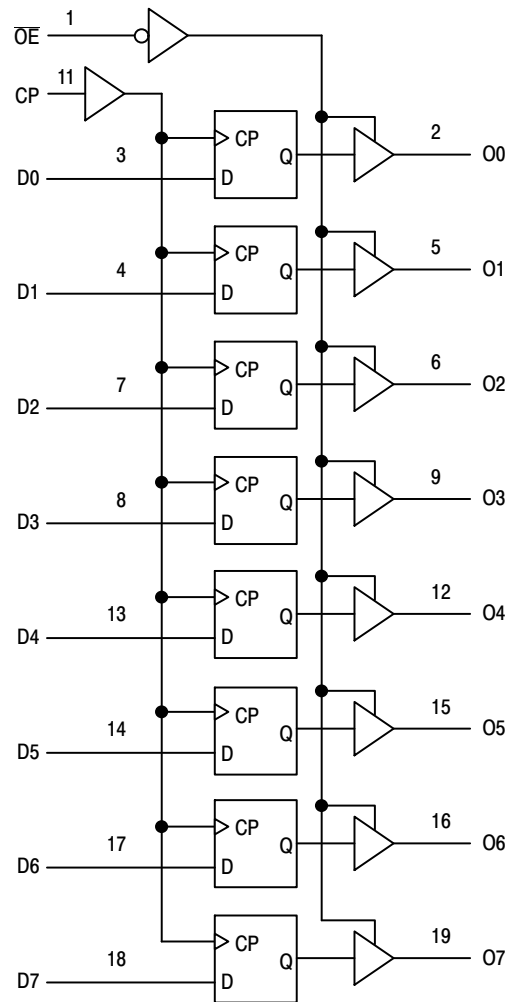 O̅E̅ 1
CP 11
3 CP Q D 2 O0
D0
4 CP Q D 5 O1
D1
7 CP Q D 6 O2
D2
8 CP Q D 9 O3
D3
13 CP Q D 12 O4
D4
14 CP Q D 15 O5
D5
17 CP Q D 16 O6
D6
18 CP Q D 19 O7
D7